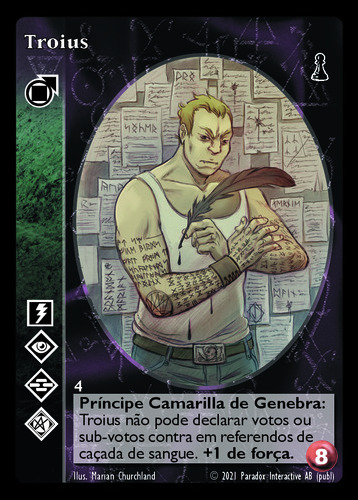 Troius
4
Príncipe Camarilla de Genebra:
Troius não pode declarar votos ou
sub-votos contra em referendos de
caçada de sangue. +1 de força.
8
Ilus. Marian Churchland
© 2021 Paradox Interactive AB (publ)